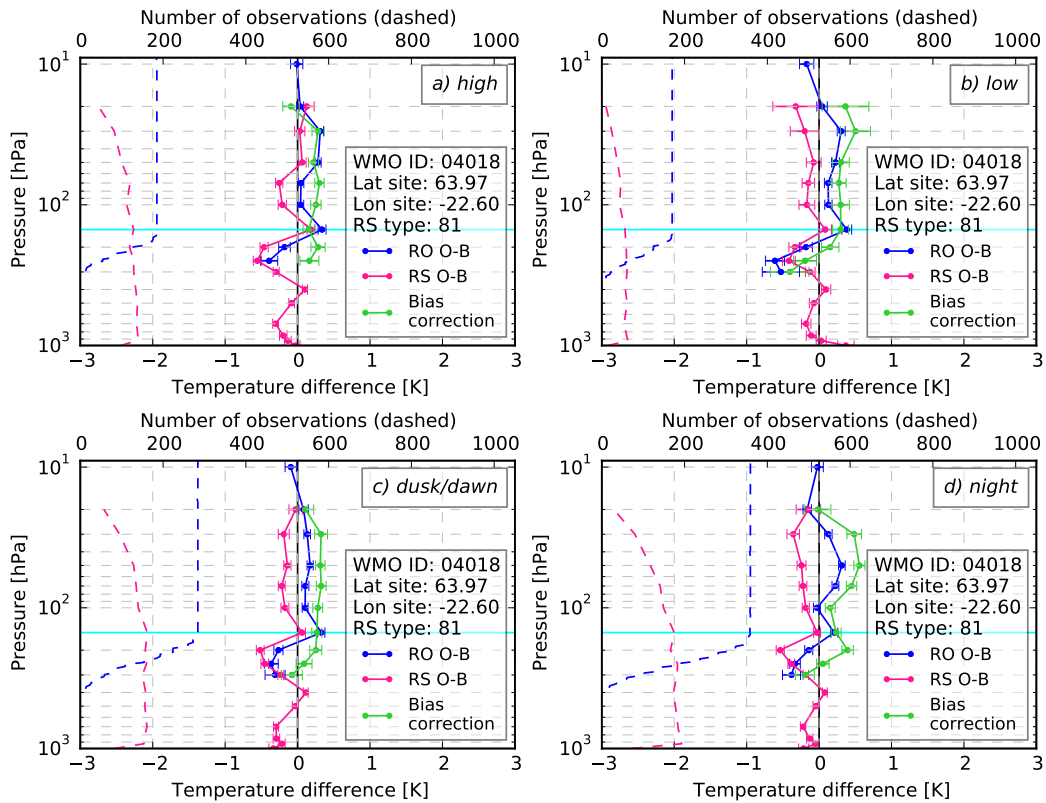 Number of observations (dashed)
0 200 400 600 800 1000
10¹
10²
10³
Pressure [hPa]
a) high
WMO ID: 04018
Lat site: 63.97
Lon site: -22.60
RS type: 81
RO O-B
RS O-B
Bias
correction
−3 −2 −1 0 1 2 3
Temperature difference [K]
Number of observations (dashed)
0 200 400 600 800 1000
10¹
10²
10³
Pressure [hPa]
b) low
WMO ID: 04018
Lat site: 63.97
Lon site: -22.60
RS type: 81
RO O-B
RS O-B
Bias
correction
−3 −2 −1 0 1 2 3
Temperature difference [K]
Number of observations (dashed)
0 200 400 600 800 1000
10¹
10²
10³
Pressure [hPa]
c) dusk/dawn
WMO ID: 04018
Lat site: 63.97
Lon site: -22.60
RS type: 81
RO O-B
RS O-B
Bias
correction
−3 −2 −1 0 1 2 3
Temperature difference [K]
Number of observations (dashed)
0 200 400 600 800 1000
10¹
10²
10³
Pressure [hPa]
d) night
WMO ID: 04018
Lat site: 63.97
Lon site: -22.60
RS type: 81
RO O-B
RS O-B
Bias
correction
−3 −2 −1 0 1 2 3
Temperature difference [K]